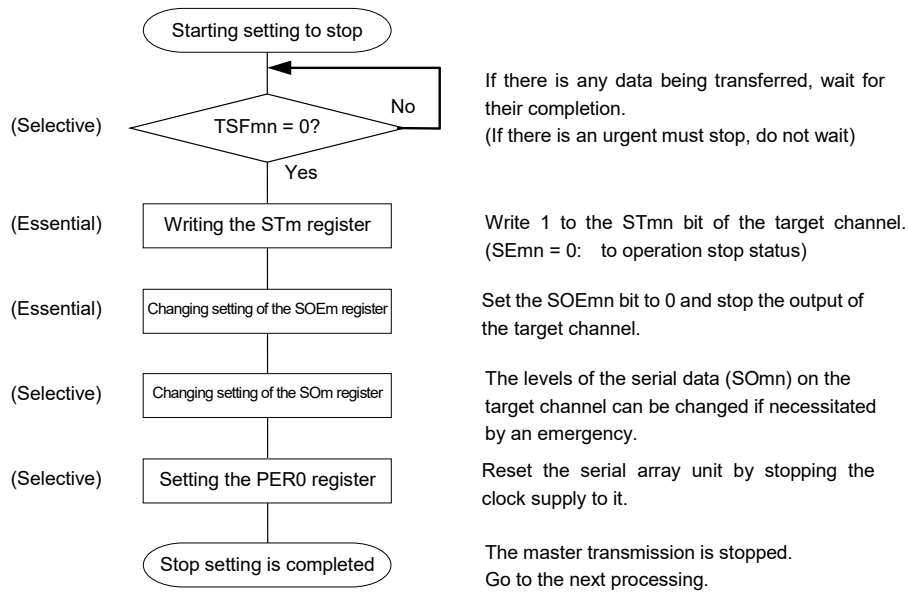 Starting setting to stop
If there is any data being transferred, wait for
their completion.
(If there is an urgent must stop, do not wait)
(Selective)
TSFmn = 0?
No
Yes
(Essential)
Writing the STm register
Write 1 to the STmn bit of the target channel.
(SEmn = 0: to operation stop status)
(Essential)
Changing setting of the SOEm register
Set the SOEmn bit to 0 and stop the output of
the target channel.
(Selective)
Changing setting of the SOm register
The levels of the serial data (SOmn) on the
target channel can be changed if necessitated
by an emergency.
(Selective)
Setting the PER0 register
Reset the serial array unit by stopping the
clock supply to it.
Stop setting is completed
The master transmission is stopped.
Go to the next processing.